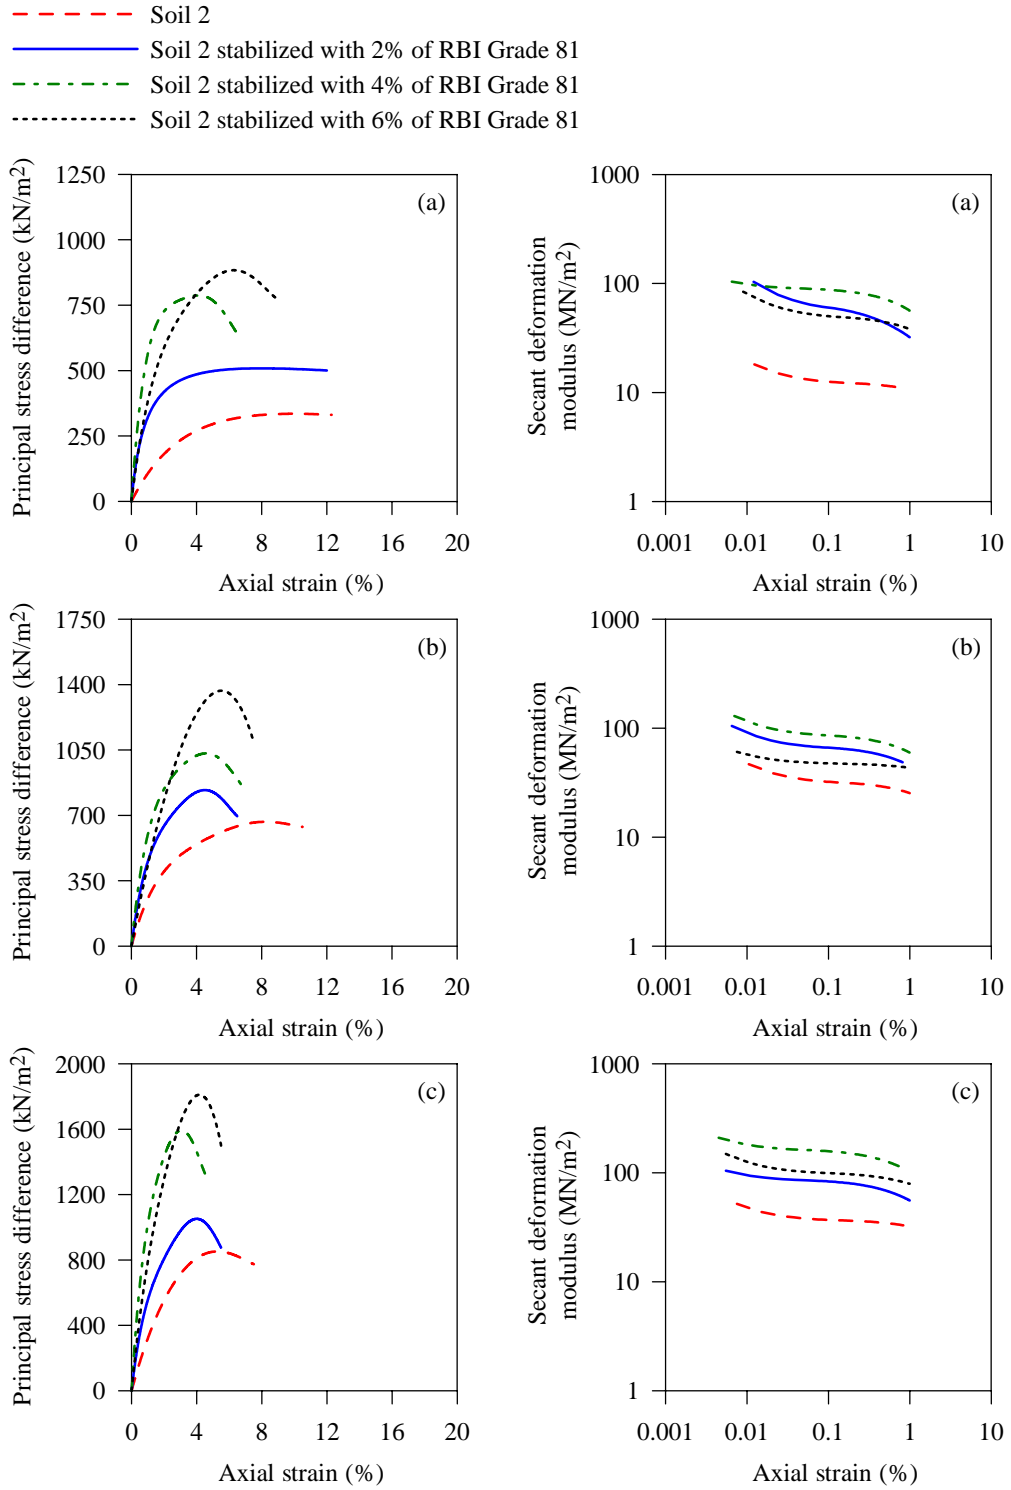 Soil 2
Soil 2 stabilized with 2% of RBI Grade 81
Soil 2 stabilized with 4% of RBI Grade 81
Soil 2 stabilized with 6% of RBI Grade 81
Principal stress difference (kN/m2)
1250
1000
750
500
250
0
0 4 8 12 16 20
Axial strain (%)
(a)
Secant deformation
modulus (MN/m2)
1000
100
10
1
0.001 0.01 0.1 1 10
Axial strain (%)
(a)
Principal stress difference (kN/m2)
1750
1400
1050
700
350
0
0 4 8 12 16 20
Axial strain (%)
(b)
Secant deformation
modulus (MN/m2)
1000
100
10
1
0.001 0.01 0.1 1 10
Axial strain (%)
(b)
Principal stress difference (kN/m2)
2000
1600
1200
800
400
0
0 4 8 12 16 20
Axial strain (%)
(c)
Secant deformation
modulus (MN/m2)
1000
100
10
1
0.001 0.01 0.1 1 10
Axial strain (%)
(c)